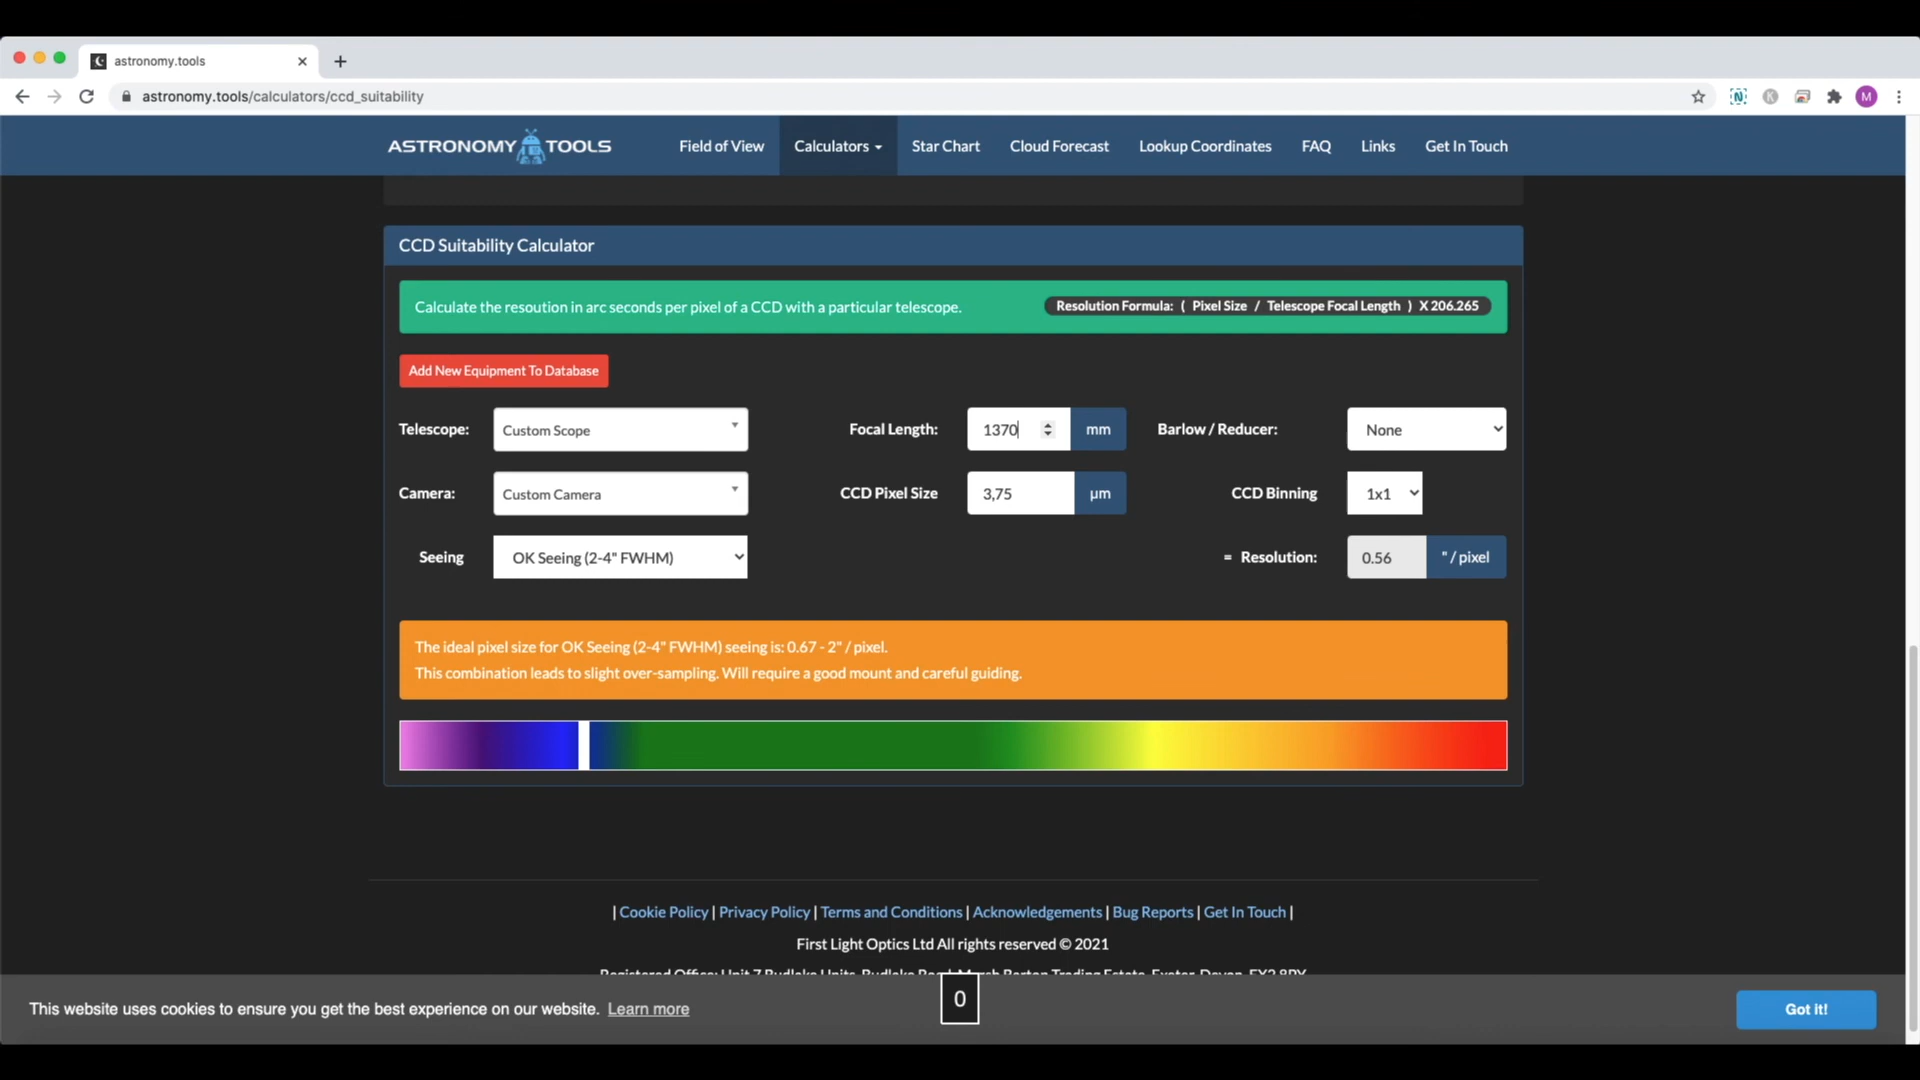 astronomy.tools
astronomy.tools/calculators/ccd_suitability
M
ASTRONOMY TOOLS
Field of View
Calculators
Star Chart
Cloud Forecast
Lookup Coordinates
FAQ
Links
Get In Touch
CCD Suitability Calculator
Calculate the resoution in arc seconds per pixel of a CCD with a particular telescope.
Resolution Formula: ( Pixel Size / Telescope Focal Length ) X 206.265
Add New Equipment To Database
Telescope: Custom Scope Focal Length: 1370 mm Barlow / Reducer: None
Camera: Custom Camera CCD Pixel Size 3,75 µm CCD Binning 1x1
Seeing OK Seeing (2-4" FWHM) = Resolution: 0.56 " / pixel
The ideal pixel size for OK Seeing (2-4" FWHM) seeing is: 0.67 - 2" / pixel.
This combination leads to slight over-sampling. Will require a good mount and careful guiding.
| Cookie Policy | Privacy Policy | Terms and Conditions | Acknowledgements | Bug Reports | Get In Touch |
First Light Optics Ltd All rights reserved © 2021
This website uses cookies to ensure you get the best experience on our website. Learn more
0
Got it!